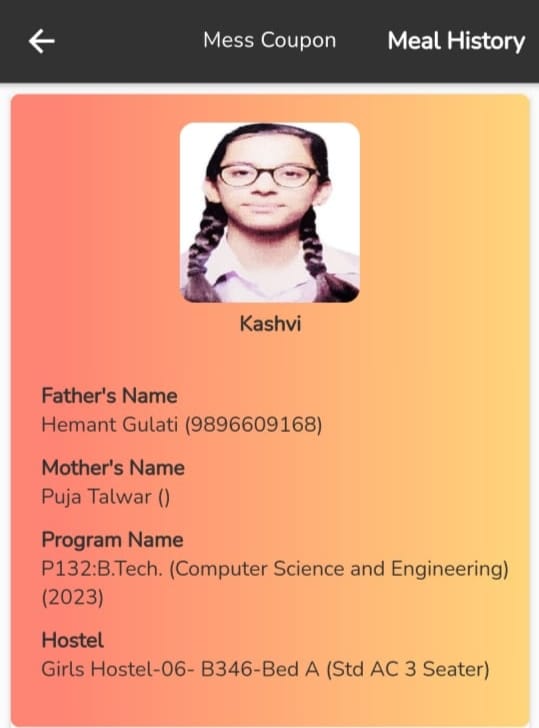 Mess Coupon
Meal History
Kashvi
Father's Name
Hemant Gulati (9896609168)
Mother's Name
Puja Talwar ()
Program Name
P132:B.Tech. (Computer Science and Engineering)
(2023)
Hostel
Girls Hostel-06- B346-Bed A (Std AC 3 Seater)